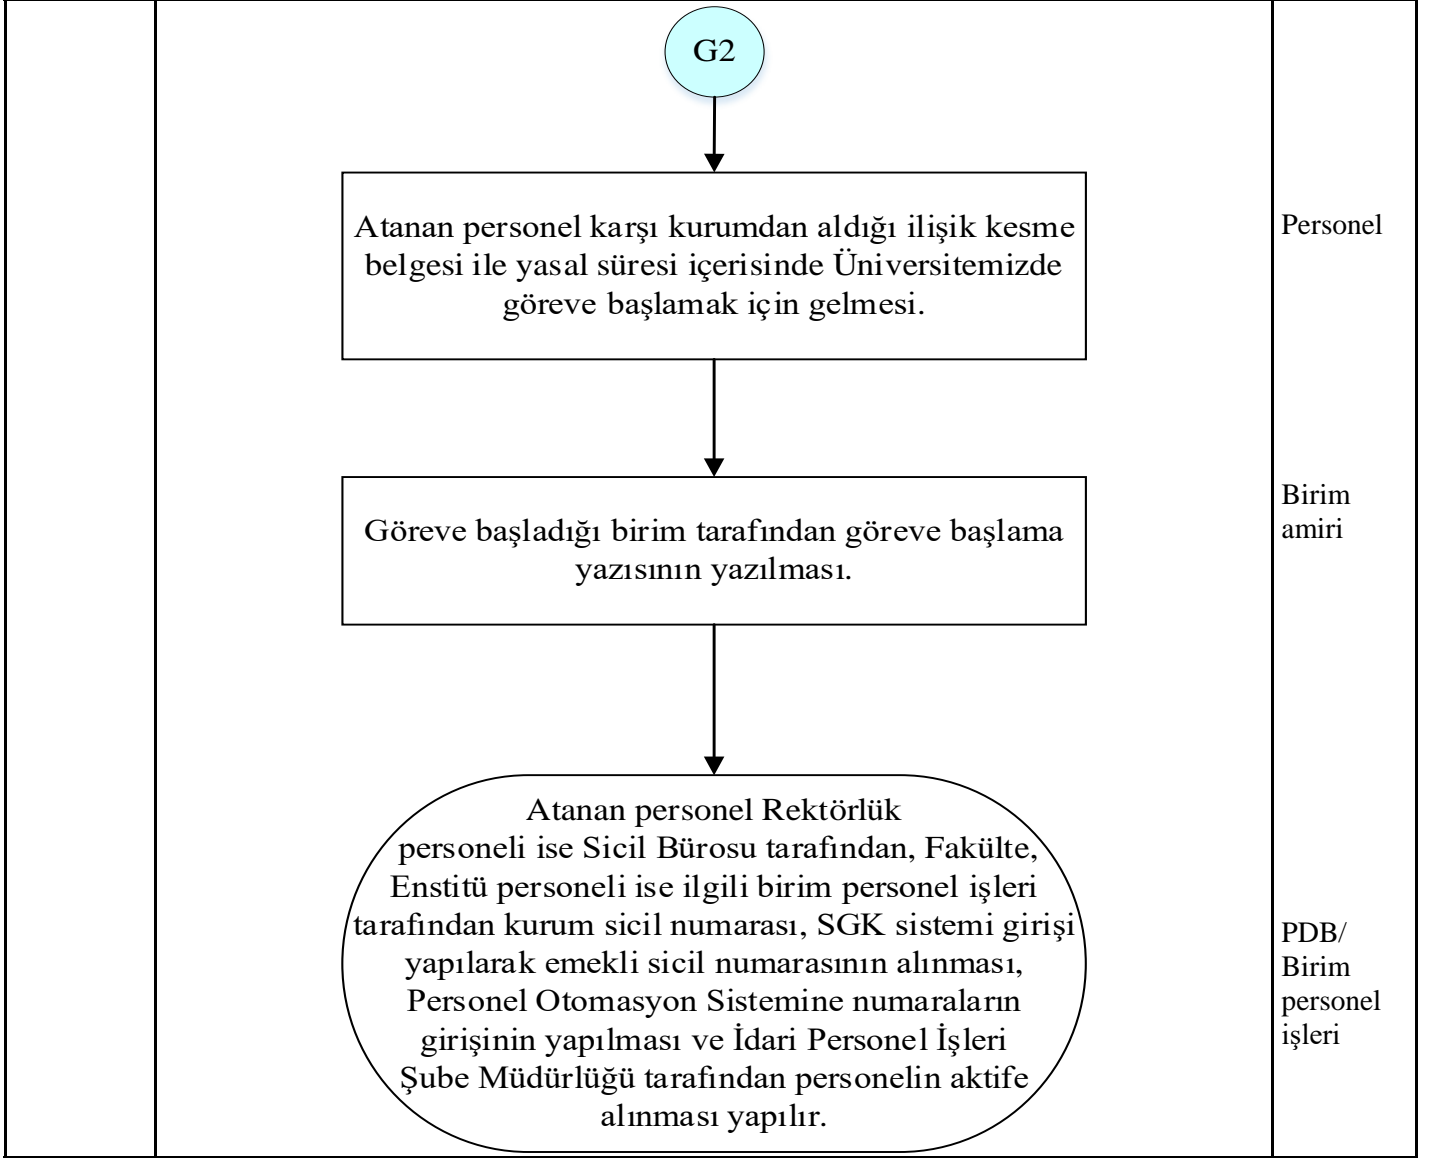 G2
Atanan personel karşı kurumdan aldığı ilişik kesme
belgesi ile yasal süresi içerisinde Üniversitemizde
göreve başlamak için gelmesi.
Personel
Göreve başladığı birim tarafından göreve başlama
yazısının yazılması.
Birim
amiri
Atanan personel Rektörlük
personeli ise Sicil Bürosu tarafından, Fakülte,
Enstitü personeli ise ilgili birim personel işleri
tarafından kurum sicil numarası, SGK sistemi girişi
yapılarak emekli sicil numarasının alınması,
Personel Otomasyon Sistemine numaraların
girişinin yapılması ve İdari Personel İşleri
Şube Müdürlüğü tarafından personelin aktife
alınması yapılır.
PDB/
Birim
personel
işleri